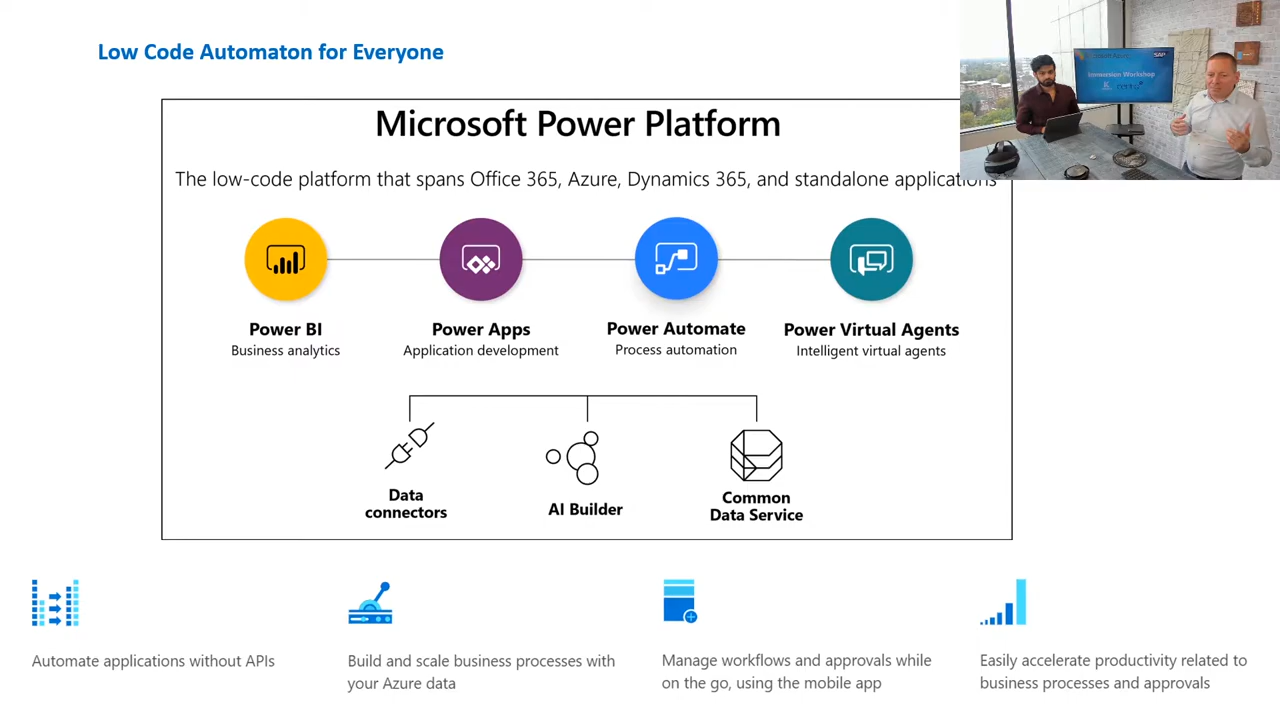 Low Code Automaton for Everyone
Microsoft Power Platform
The low-code platform that spans Office 365, Azure, Dynamics 365, and standalone applications
Power BI
Business analytics
Power Apps
Application development
Power Automate
Process automation
Power Virtual Agents
Intelligent virtual agents
Data
connectors
AI Builder
Common
Data Service
Automate applications without APIs
Build and scale business processes with
your Azure data
Manage workflows and approvals while
on the go, using the mobile app
Easily accelerate productivity related to
business processes and approvals
SAP
Immersion Workshop